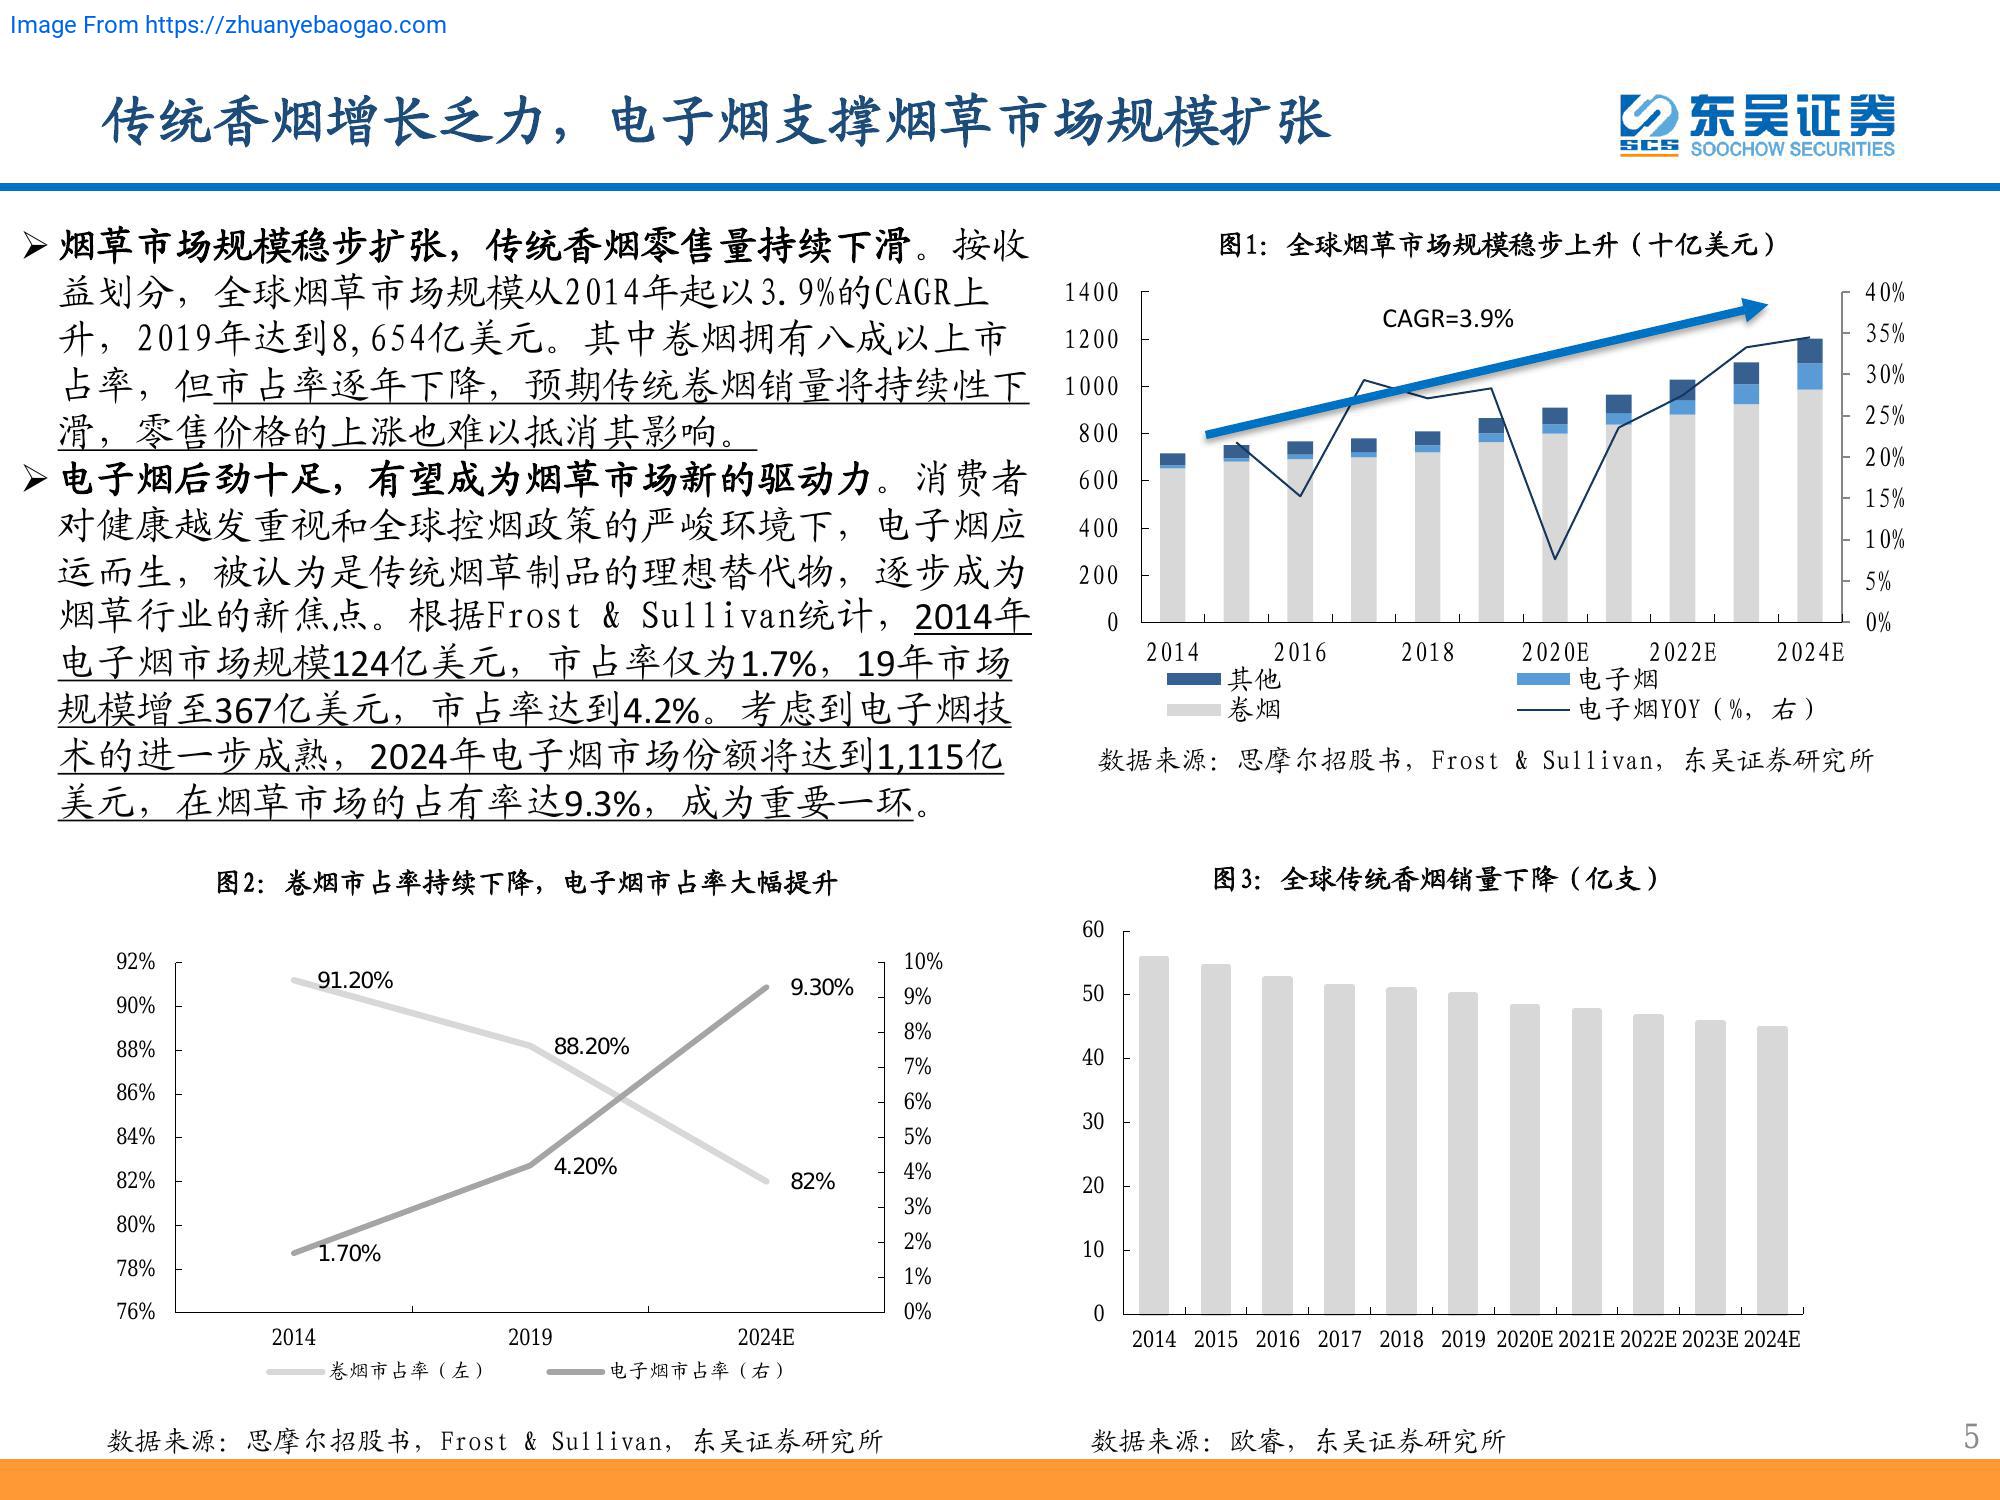 Image From https://zhuanyebaogao.com
传统香烟增长乏力，电子烟支撑烟草市场规模扩张
东吴证券
SCS
SOOCHOW SECURITIES
➢烟草市场规模稳步扩张，传统香烟零售量持续下滑。按收
益划分，全球烟草市场规模从2014年起以3.9%的CAGR上
升，2019年达到8,654亿美元。其中卷烟拥有八成以上市
占率，但市占率逐年下降，预期传统卷烟销量将持续性下
滑，零售价格的上涨也难以抵消其影响。
➢电子烟后劲十足，有望成为烟草市场新的驱动力。消费者
对健康越发重视和全球控烟政策的严峻环境下，电子烟应
运而生，被认为是传统烟草制品的理想替代物，逐步成为
烟草行业的新焦点。根据Frost & Sullivan统计，2014年
电子烟市场规模124亿美元，市占率仅为1.7%，19年市场
规模增至367亿美元，市占率达到4.2%。考虑到电子烟技
术的进一步成熟，2024年电子烟市场份额将达到1,115亿
美元，在烟草市场的占有率达9.3%，成为重要一环。
图1：全球烟草市场规模稳步上升（十亿美元）
CAGR=3.9%
1400
1200
1000
800
600
400
200
0
40%
35%
30%
25%
20%
15%
10%
5%
0%
2014 2016 2018 2020E 2022E 2024E
其他 电子烟
卷烟 电子烟YOY（%，右）
数据来源：思摩尔招股书，Frost & Sullivan，东吴证券研究所
图2：卷烟市占率持续下降，电子烟市占率大幅提升
92%
90%
88%
86%
84%
82%
80%
78%
76%
91.20%
88.20%
82%
1.70%
4.20%
9.30%
10%
9%
8%
7%
6%
5%
4%
3%
2%
1%
0%
2014 2019 2024E
卷烟市占率（左） 电子烟市占率（右）
数据来源：思摩尔招股书，Frost & Sullivan，东吴证券研究所
图3：全球传统香烟销量下降（亿支）
60
50
40
30
20
10
0
2014 2015 2016 2017 2018 2019 2020E 2021E 2022E 2023E 2024E
数据来源：欧睿，东吴证券研究所
5